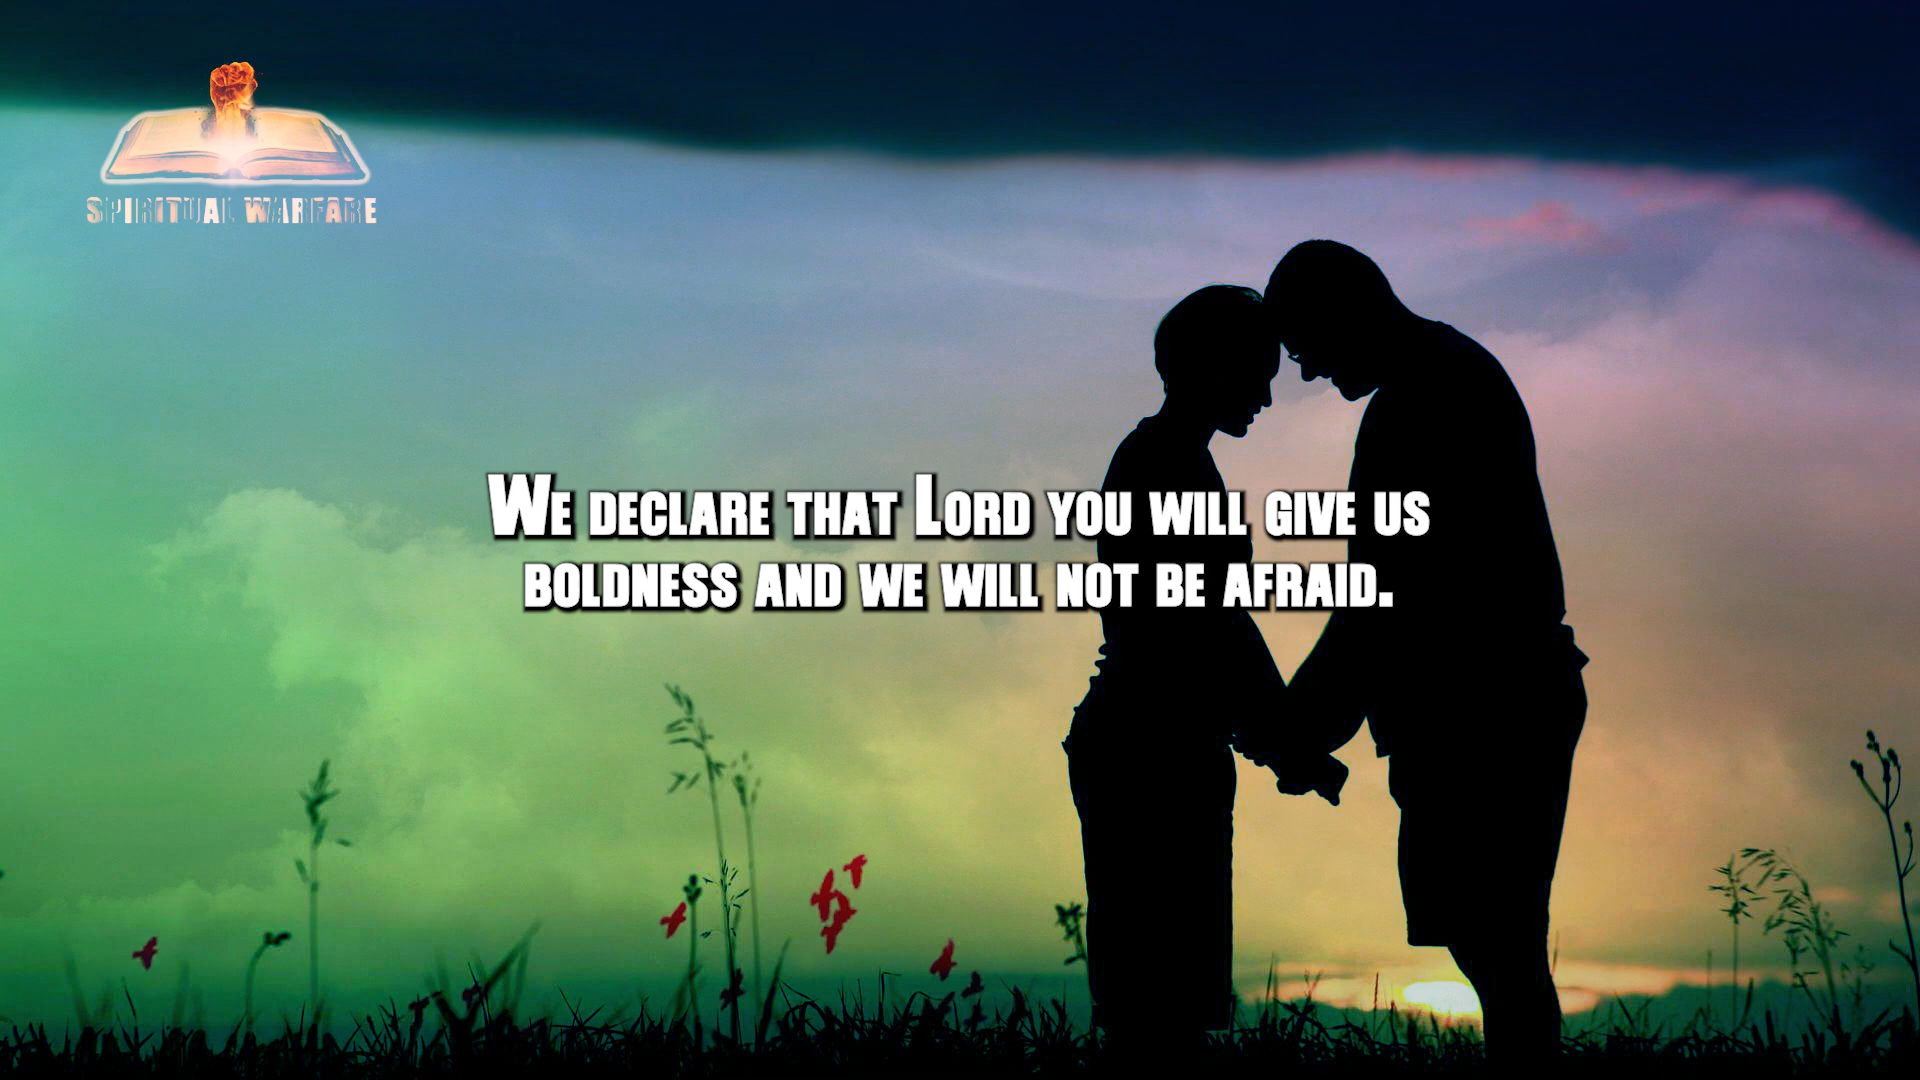 SPIRITUAL WARFARE
We declare that Lord you will give us
boldness and we will not be afraid.